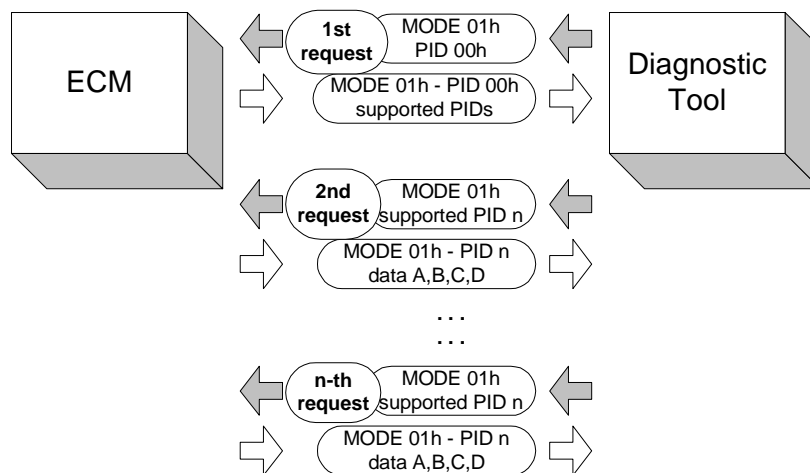 ECM
1st
request
MODE 01h
PID 00h
MODE 01h - PID 00h
supported PIDs
Diagnostic
Tool
2nd
request
MODE 01h
supported PID n
MODE 01h - PID n
data A,B,C,D
. . .
. . .
n-th
request
MODE 01h
supported PID n
MODE 01h - PID n
data A,B,C,D